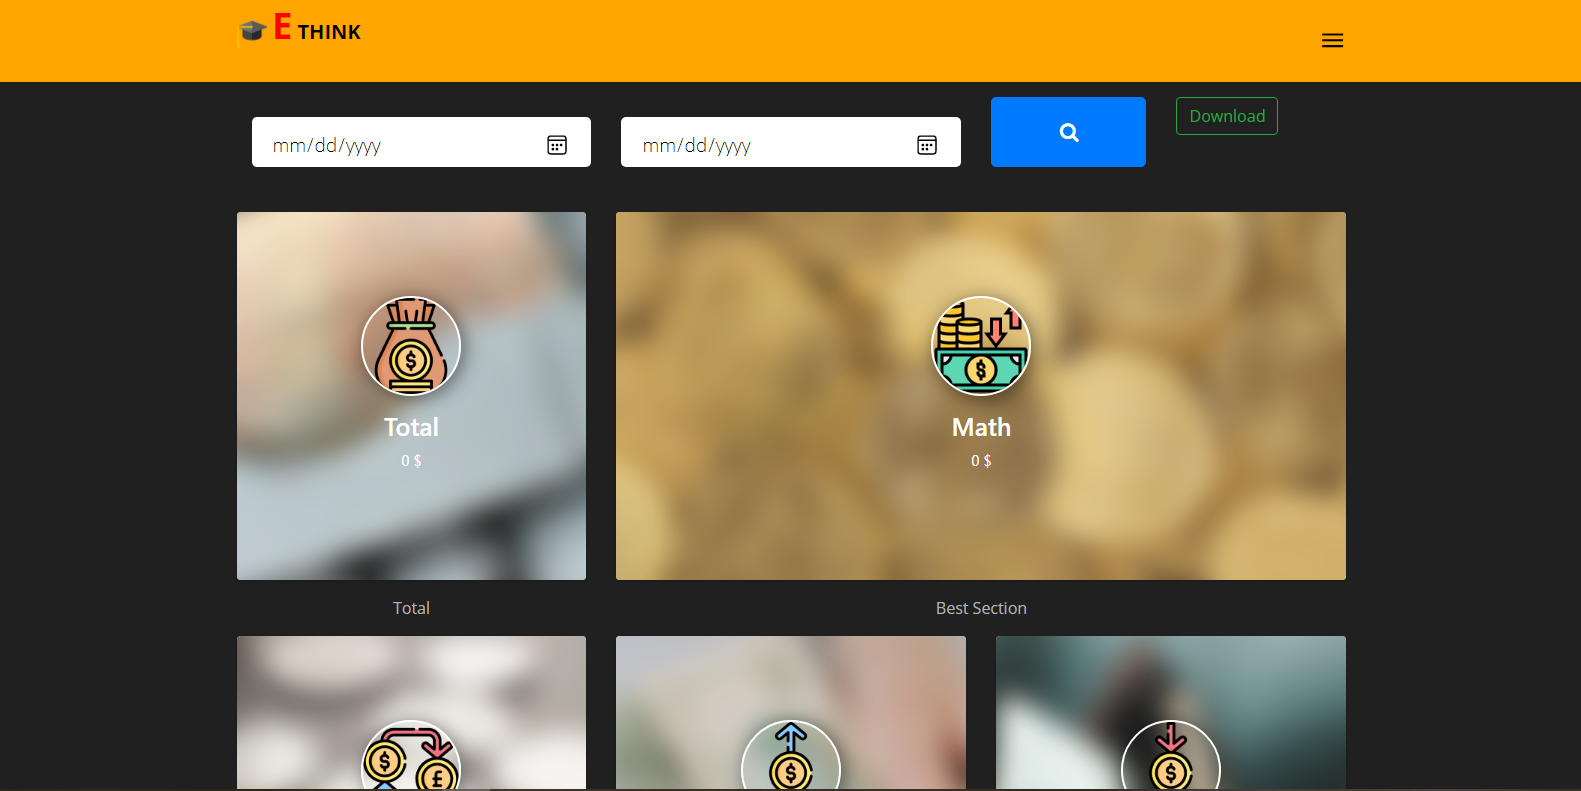 E THINK
mm/dd/yyyy
mm/dd/yyyy
Download
Total
0 $
Math
0 $
Total
Best Section